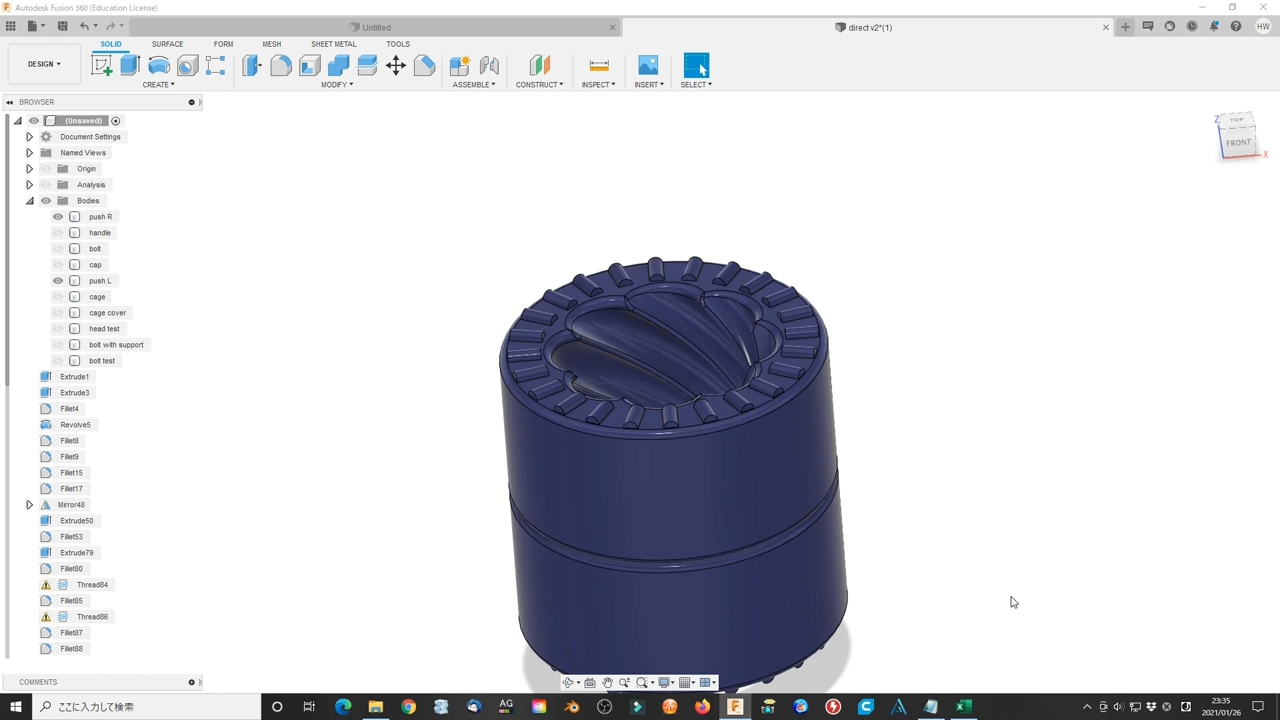 Autodesk Fusion 360 (Education License)
Untitled
direct v2*(1)
HW
SOLID SURFACE FORM MESH SHEET METAL TOOLS
DESIGN
CREATE MODIFY ASSEMBLE CONSTRUCT INSPECT INSERT SELECT
BROWSER
(Unsaved)
Document Settings
Named Views
Origin
Analysis
Bodies
push R
handle
bolt
cap
push L
cage
cage cover
head test
bolt with support
bolt test
Extrude1
Extrude3
Fillet4
Revolve5
Fillet8
Fillet9
Fillet15
Fillet17
Mirror48
Extrude50
Fillet53
Extrude79
Fillet80
Thread84
Fillet85
Thread86
Fillet87
Fillet88
Z
TOP
FRONT
X
COMMENTS
ここに入力して検索
AG
23:35
2021/01/26